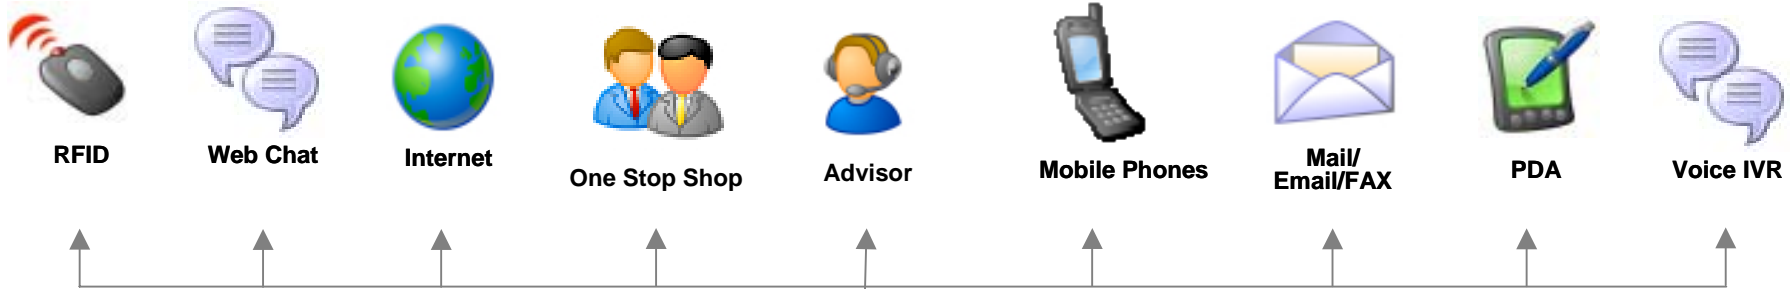 RFID
Web Chat
Internet
One Stop Shop
Advisor
Mobile Phones
Mail/
Email/FAX
PDA
Voice IVR